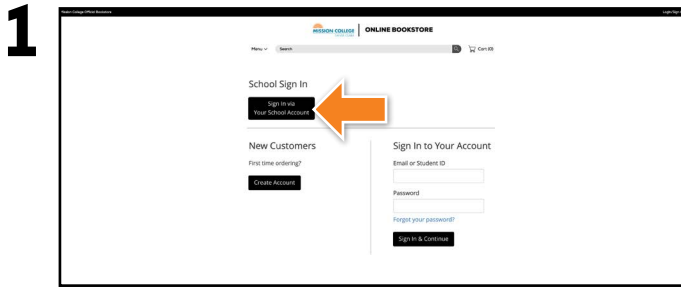 1
Mission College Official Bookstore
MISSION COLLEGE
ONLINE BOOKSTORE
Menu
Search
Cart (0)
School Sign In
Sign In via
Your School Account
New Customers
First time ordering?
Create Account
Sign In to Your Account
Email or Student ID
Password
Forgot your password?
Sign In & Continue